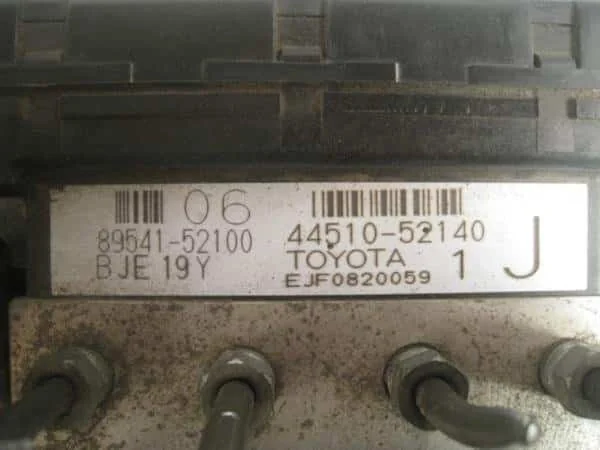 06
89541-52100
BJE 19Y
44510-52140
TOYOTA
EJF0820059
1 J